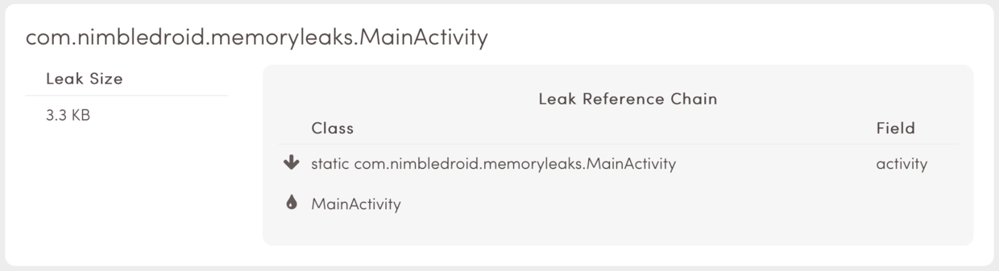 com.nimbledroid.memoryleaks.MainActivity
Leak Size
3.3 KB
Leak Reference Chain
Class Field
static com.nimbledroid.memoryleaks.MainActivity activity
MainActivity